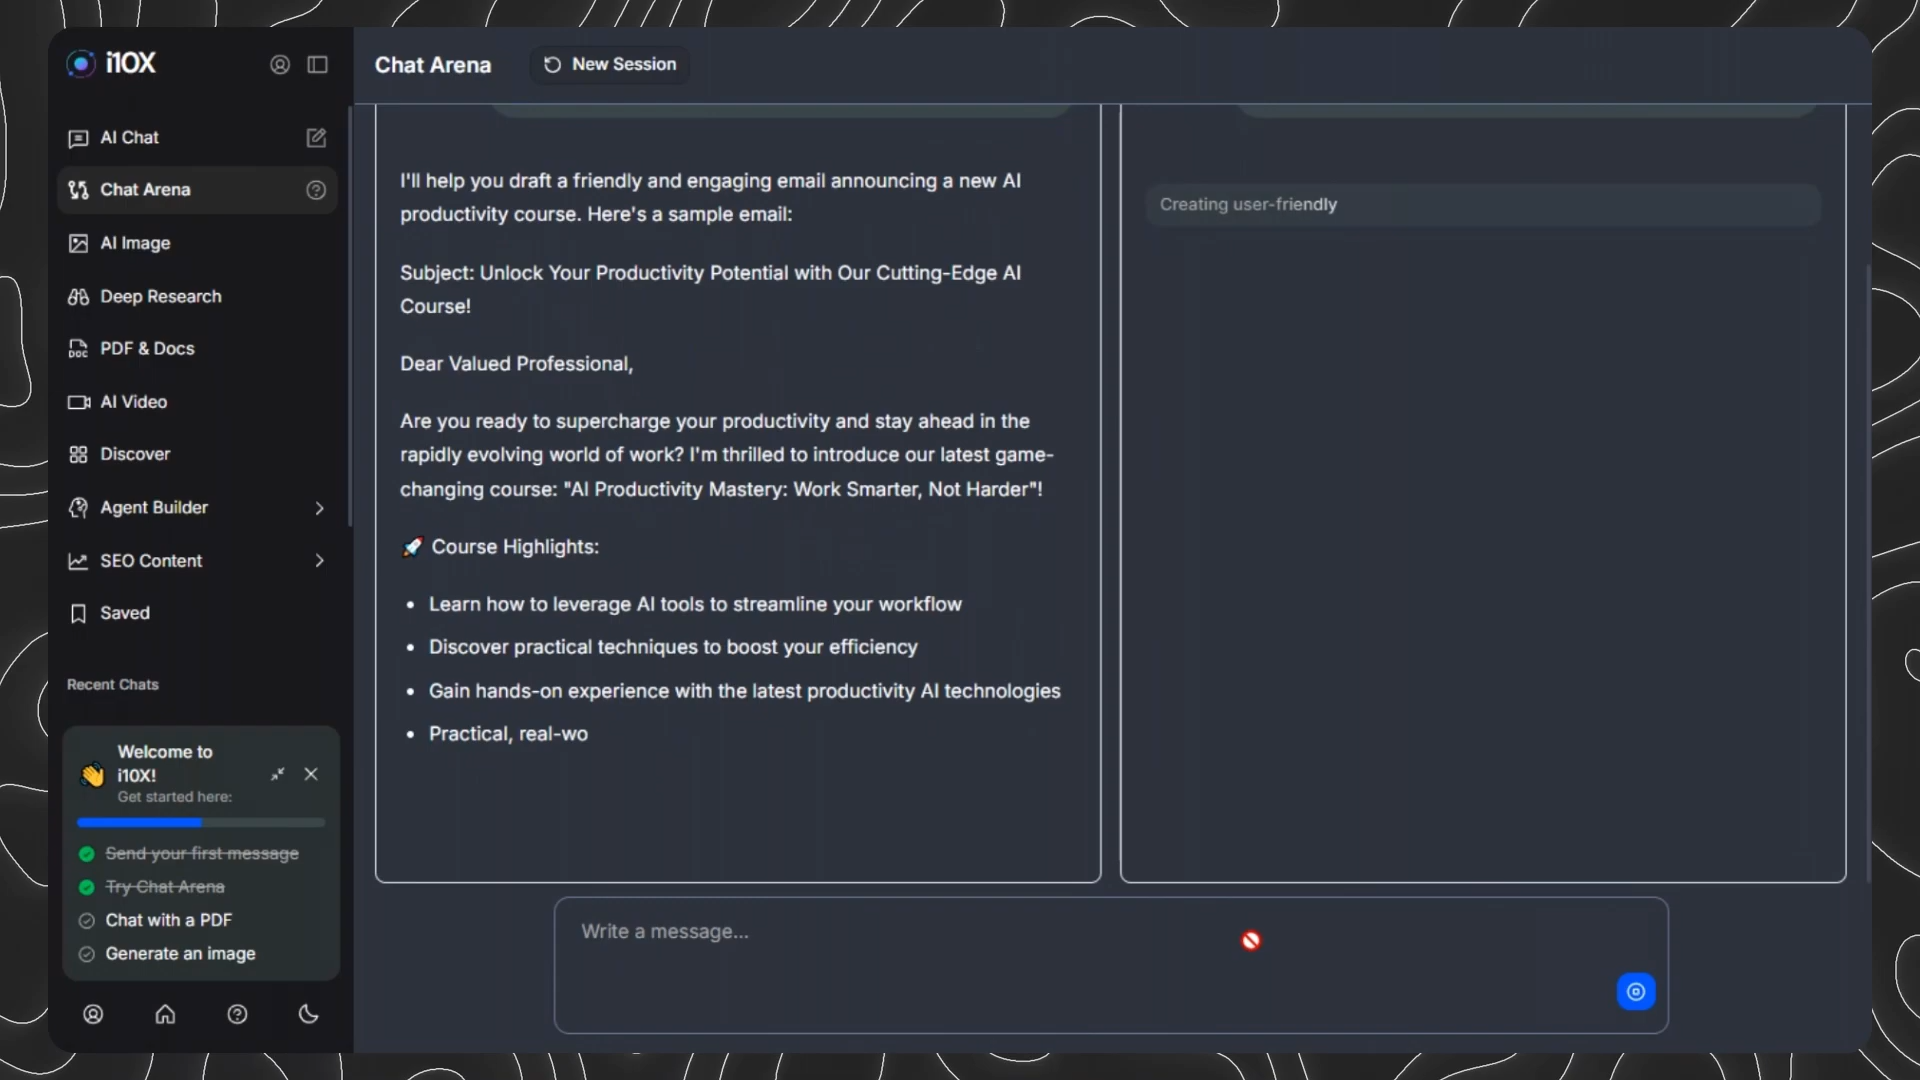 i10X
AI Chat
Chat Arena
AI Image
Deep Research
DOC
PDF & Docs
AI Video
Discover
Agent Builder
SEO Content
Saved
Recent Chats
Welcome to
i10X!
Get started here:
Send your first message
Try Chat Arena
Chat with a PDF
Generate an image
Chat Arena
New Session
I'll help you draft a friendly and engaging email announcing a new AI
productivity course. Here's a sample email:
Subject: Unlock Your Productivity Potential with Our Cutting-Edge AI
Course!
Dear Valued Professional,
Are you ready to supercharge your productivity and stay ahead in the
rapidly evolving world of work? I'm thrilled to introduce our latest game-
changing course: "AI Productivity Mastery: Work Smarter, Not Harder"!
🚀 Course Highlights:
• Learn how to leverage AI tools to streamline your workflow
• Discover practical techniques to boost your efficiency
• Gain hands-on experience with the latest productivity AI technologies
• Practical, real-wo
Creating user-friendly
Write a message...